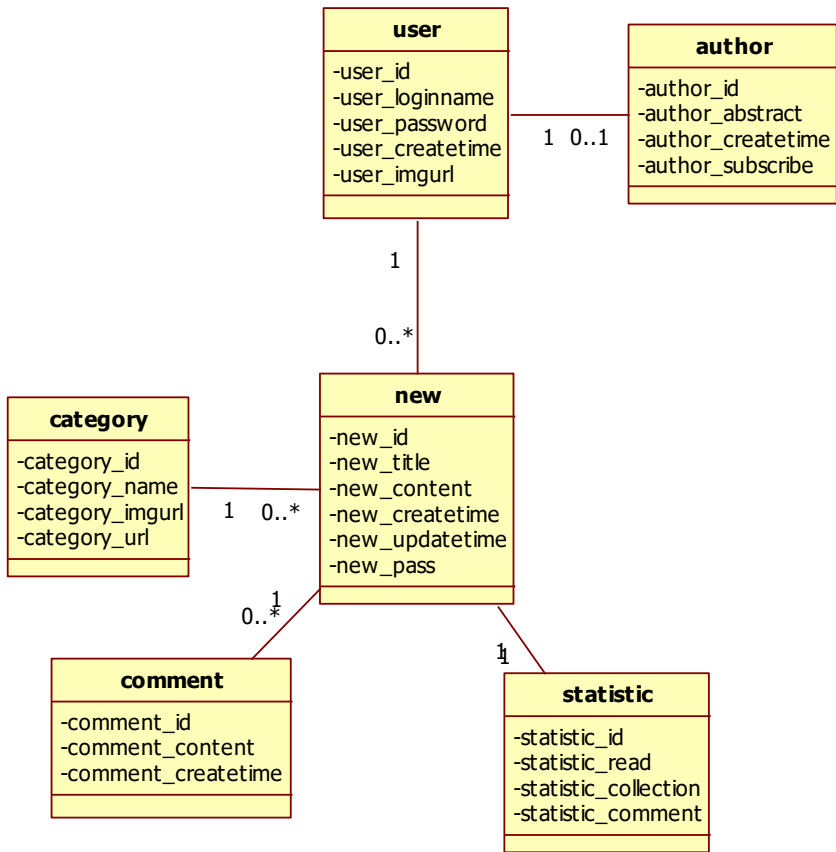 user
-user_id
-user_loginname
-user_password
-user_createtime
-user_imgurl
author
-author_id
-author_abstract
-author_createtime
-author_subscribe
1 0..1
1
0..*
new
-new_id
-new_title
-new_content
-new_createtime
-new_updatetime
-new_pass
category
-category_id
-category_name
-category_imgurl
-category_url
1 0..*
1
0..*
1
1
comment
-comment_id
-comment_content
-comment_createtime
statistic
-statistic_id
-statistic_read
-statistic_collection
-statistic_comment